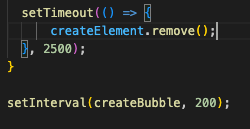 setTimeout(() => {
createElement.remove();
}, 2500);
}
setInterval(createBubble, 200);